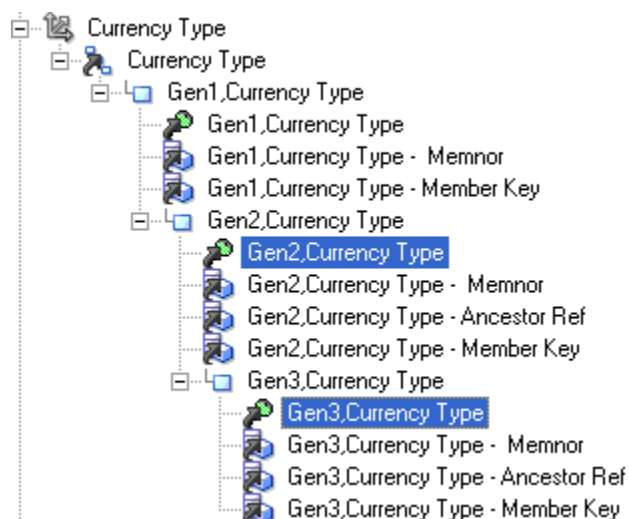 Currency Type
Currency Type
Gen1,Currency Type
Gen1,Currency Type
Gen1,Currency Type - Memnor
Gen1,Currency Type - Member Key
Gen2,Currency Type
Gen2,Currency Type
Gen2,Currency Type - Memnor
Gen2,Currency Type - Ancestor Ref
Gen2,Currency Type - Member Key
Gen3,Currency Type
Gen3,Currency Type
Gen3,Currency Type - Memnor
Gen3,Currency Type - Ancestor Ref
Gen3,Currency Type - Member Key